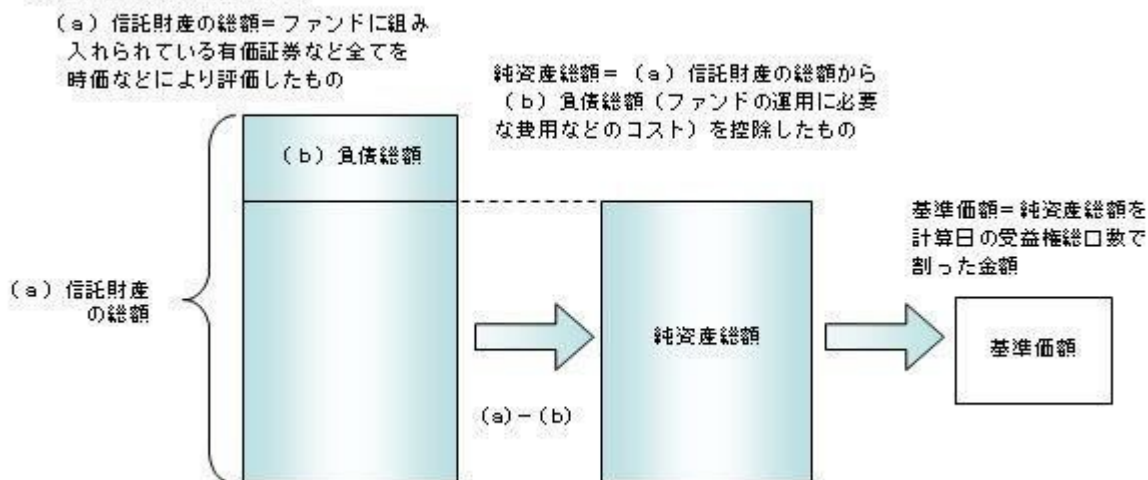 （a）信託財産の総額＝ファンドに組み
入れられている有価証券など全てを
時価などにより評価したもの
純資産総額＝（a）信託財産の総額から
（b）負債総額（ファンドの運用に必要
な費用などのコスト）を控除したもの
（b）負債総額
基準価額＝純資産総額を
計算日の受益権総口数で
割った金額
（a）信託財産
の総額
純資産総額
基準価額
（a）－（b）